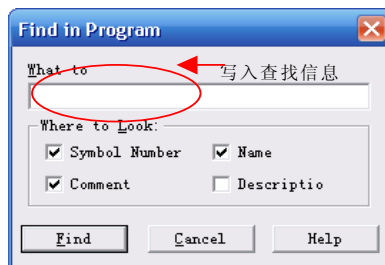 Find in Program
What to
写入查找信息
Where to Look:
Symbol Number
Name
Comment
Descriptio
Find
Cancel
Help